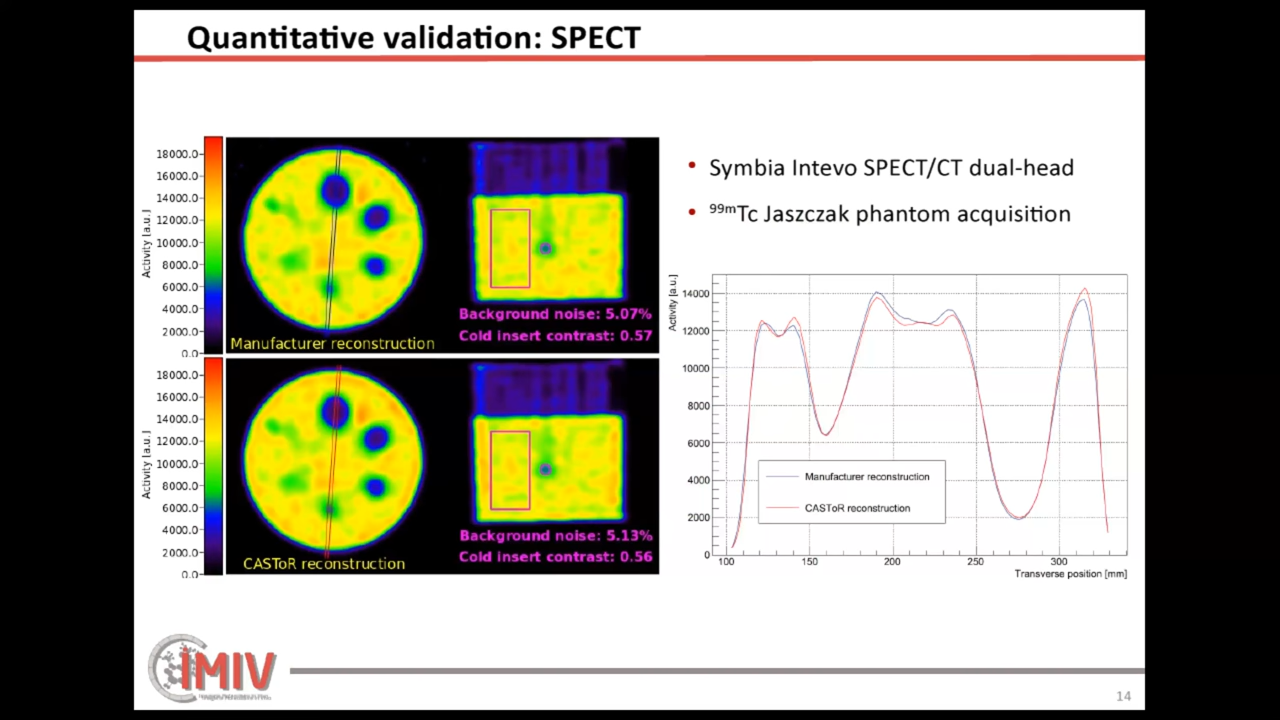 Quantitative validation: SPECT
18000.0
16000.0
14000.0
12000.0
10000.0
8000.0
6000.0
4000.0
2000.0
0.0
Activity [a.u.]
Background noise: 5.07%
Cold insert contrast: 0.57
Manufacturer reconstruction
18000.0
16000.0
14000.0
12000.0
10000.0
8000.0
6000.0
4000.0
2000.0
0.0
Activity [a.u.]
Background noise: 5.13%
Cold insert contrast: 0.56
CASToR reconstruction
• Symbia Intevo SPECT/CT dual-head
• ⁹⁹ᵐTc Jaszczak phantom acquisition
Activity [a.u.]
14000
12000
10000
8000
6000
4000
2000
0
Manufacturer reconstruction
CASToR reconstruction
100 150 200 250 300
Transverse position [mm]
IMIV
14